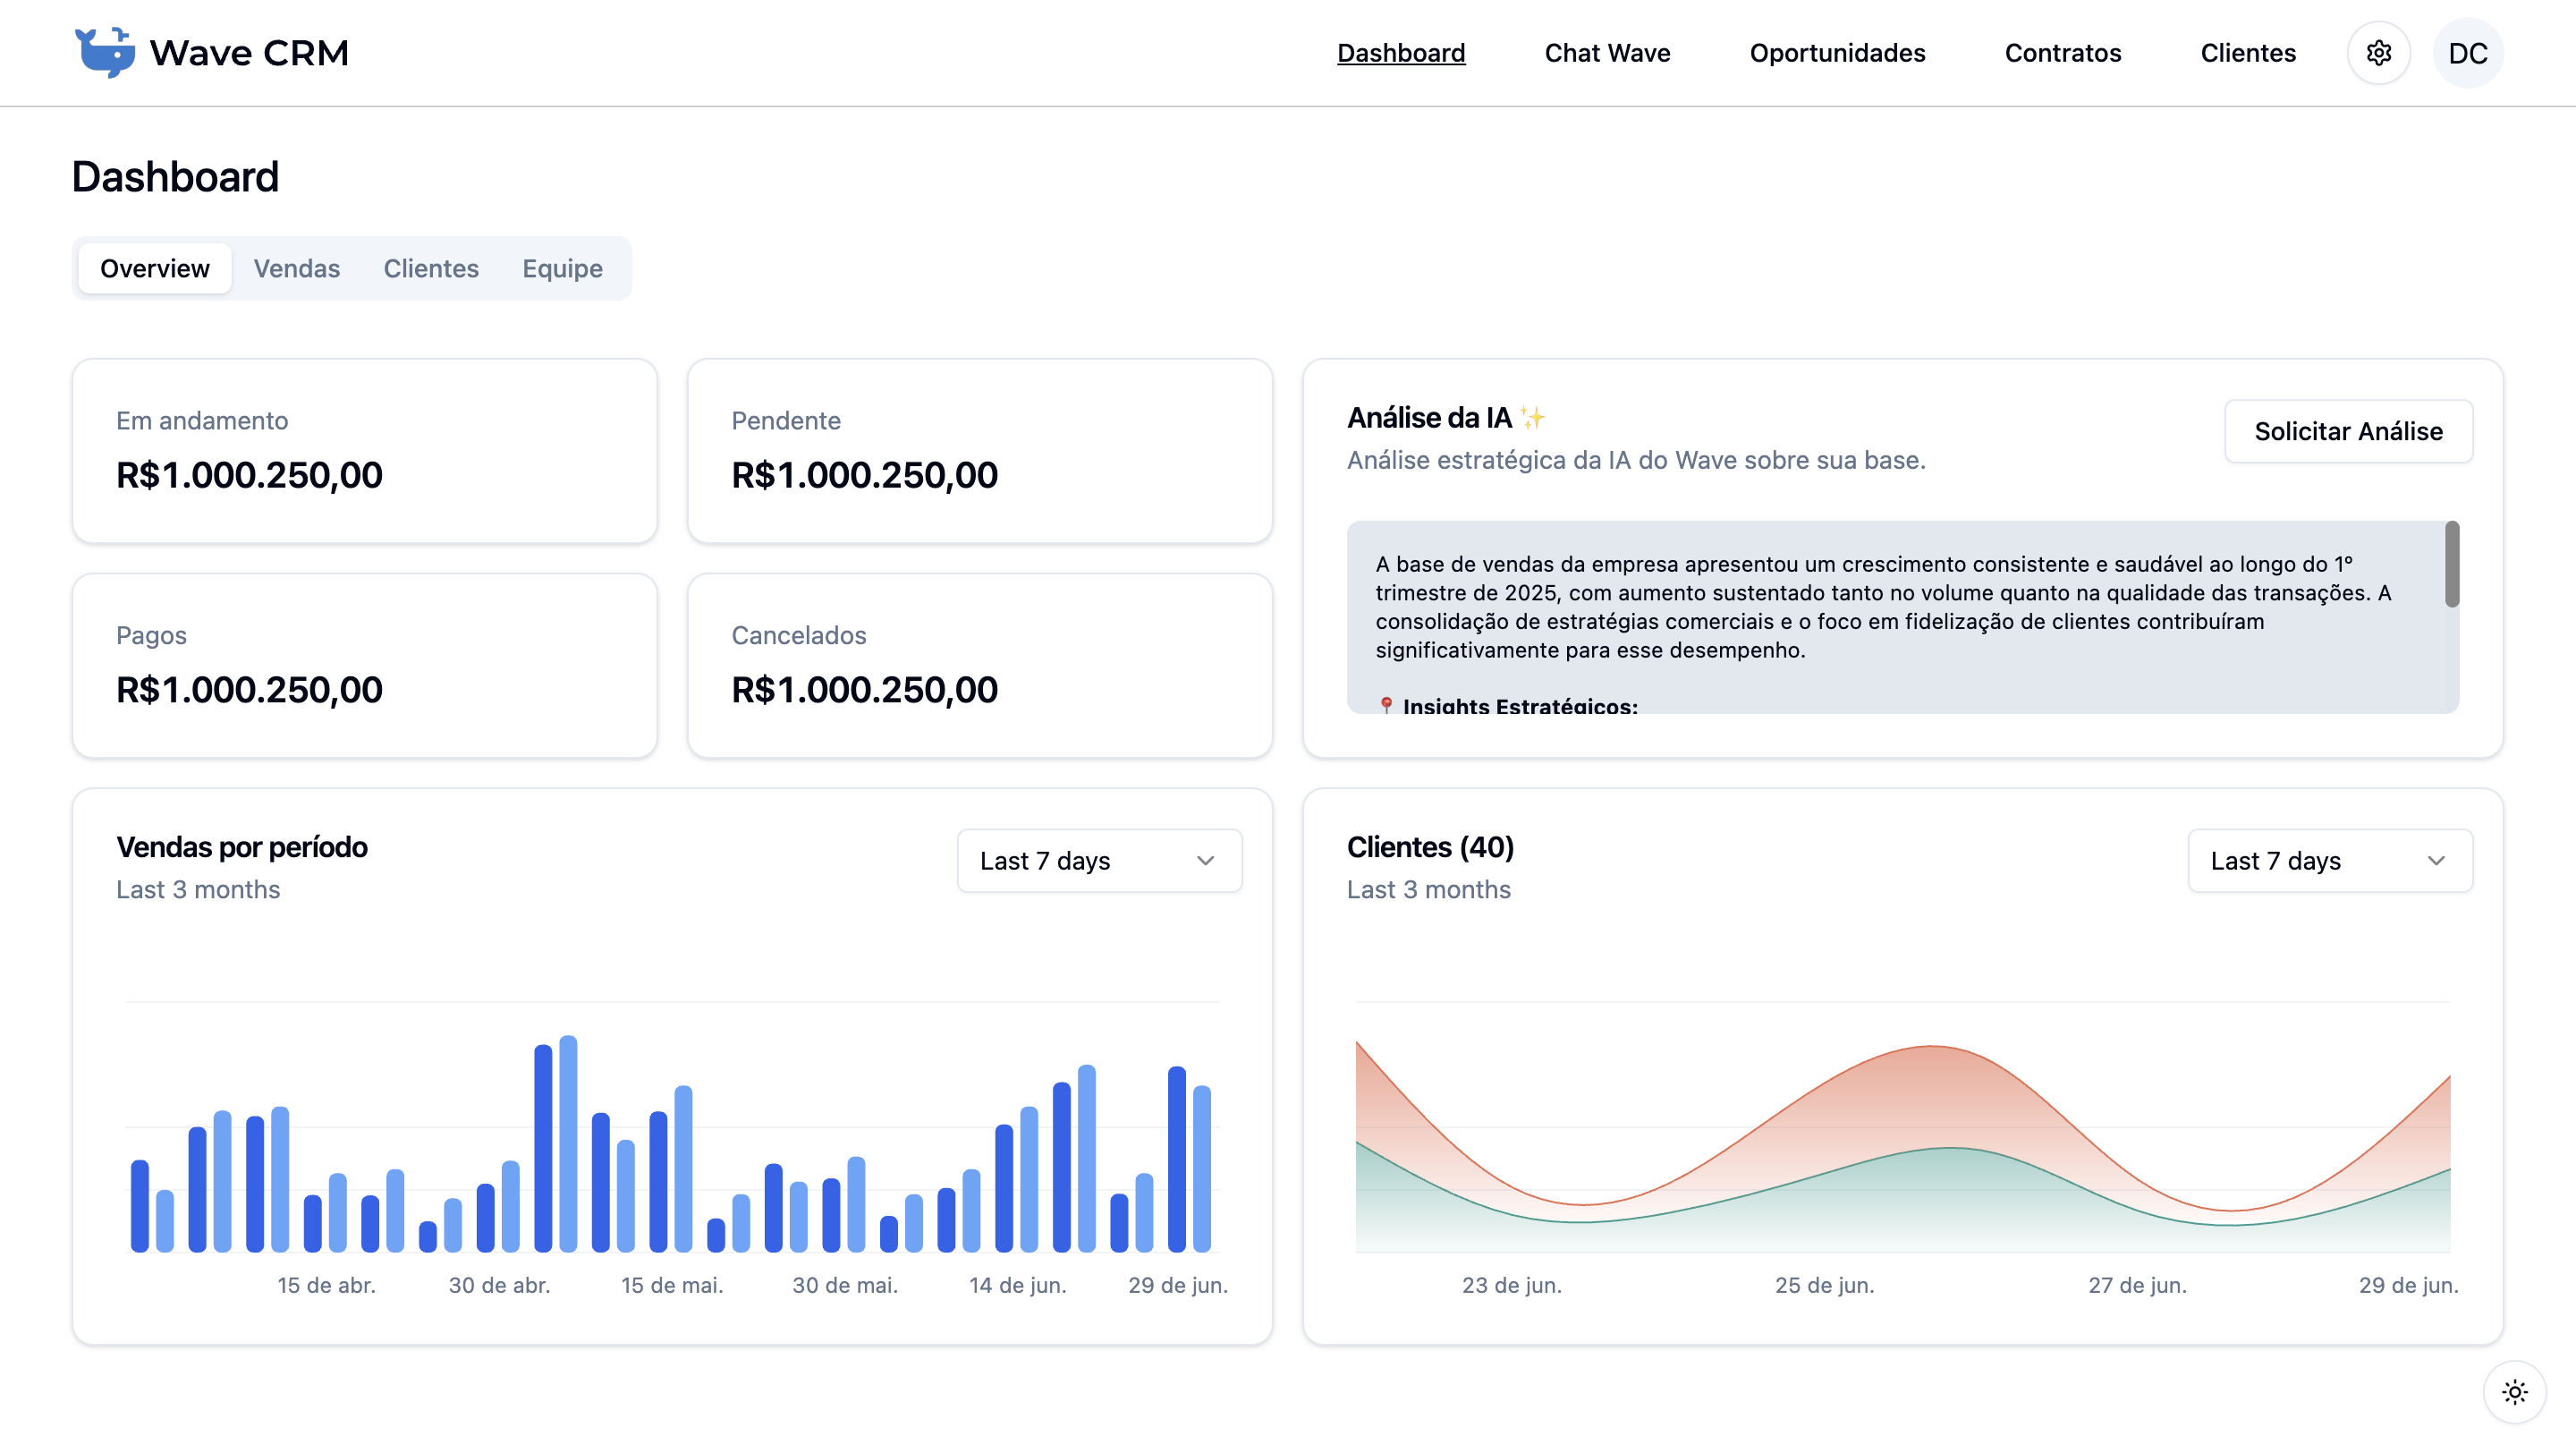 Wave CRM
Dashboard
Chat Wave
Oportunidades
Contratos
Clientes
DC
Dashboard
Overview
Vendas
Clientes
Equipe
Em andamento
R$1.000.250,00
Pendente
R$1.000.250,00
Pagos
R$1.000.250,00
Cancelados
R$1.000.250,00
Análise da IA ✨
Análise estratégica da IA do Wave sobre sua base.
Solicitar Análise
A base de vendas da empresa apresentou um crescimento consistente e saudável ao longo do 1º
trimestre de 2025, com aumento sustentado tanto no volume quanto na qualidade das transações. A
consolidação de estratégias comerciais e o foco em fidelização de clientes contribuíram
significativamente para esse desempenho.
📍 Insights Estratégicos:
Vendas por período
Last 3 months
Last 7 days
15 de abr.
30 de abr.
15 de mai.
30 de mai.
14 de jun.
29 de jun.
Clientes (40)
Last 3 months
Last 7 days
23 de jun.
25 de jun.
27 de jun.
29 de jun.